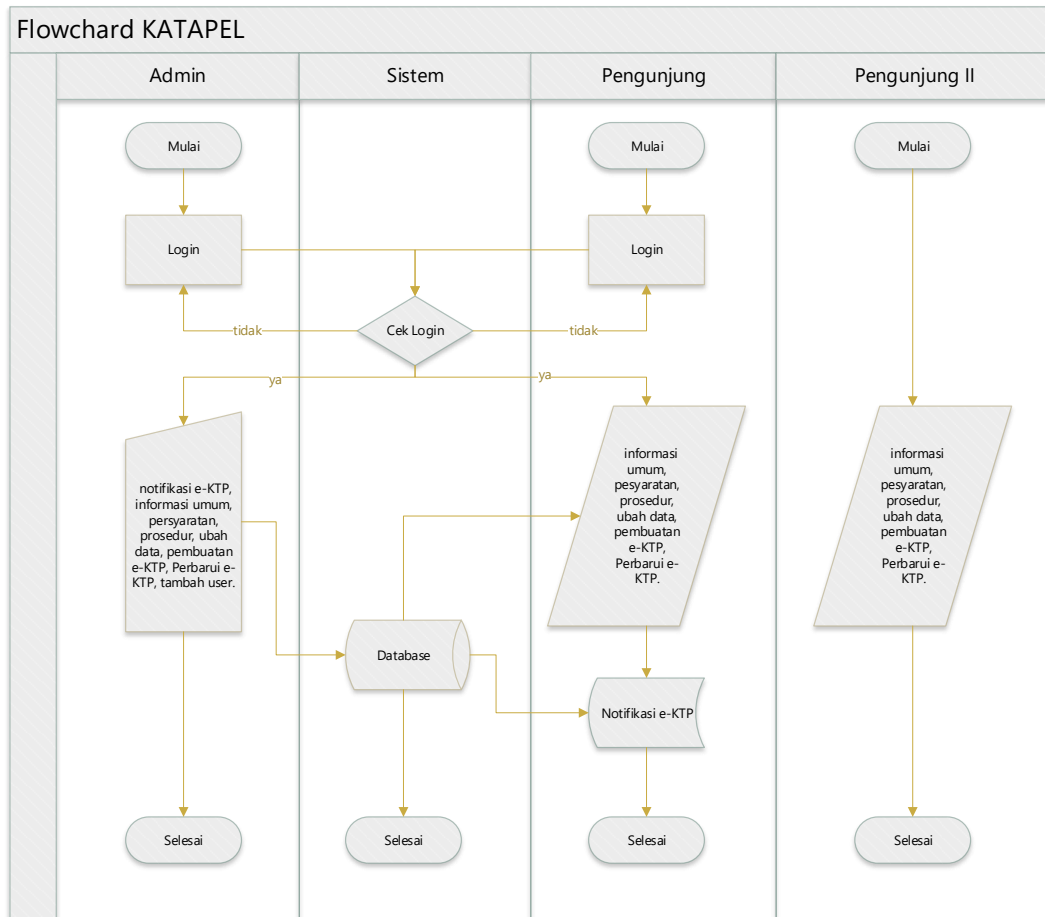 Flowchard KATAPEL
Admin
Sistem
Pengunjung
Pengunjung II
Mulai
Mulai
Mulai
Login
Login
Cek Login
tidak
tidak
ya
ya
notifikasi e-KTP,
informasi umum,
persyaratan,
prosedur, ubah
data, pembuatan
e-KTP, Perbarui e-
KTP, tambah user.
informasi
umum,
pesyaratan,
prosedur,
ubah data,
pembuatan
e-KTP,
Perbarui e-
KTP.
informasi
umum,
pesyaratan,
prosedur,
ubah data,
pembuatan
e-KTP,
Perbarui e-
KTP.
Database
Notifikasi e-KTP
Selesai
Selesai
Selesai
Selesai